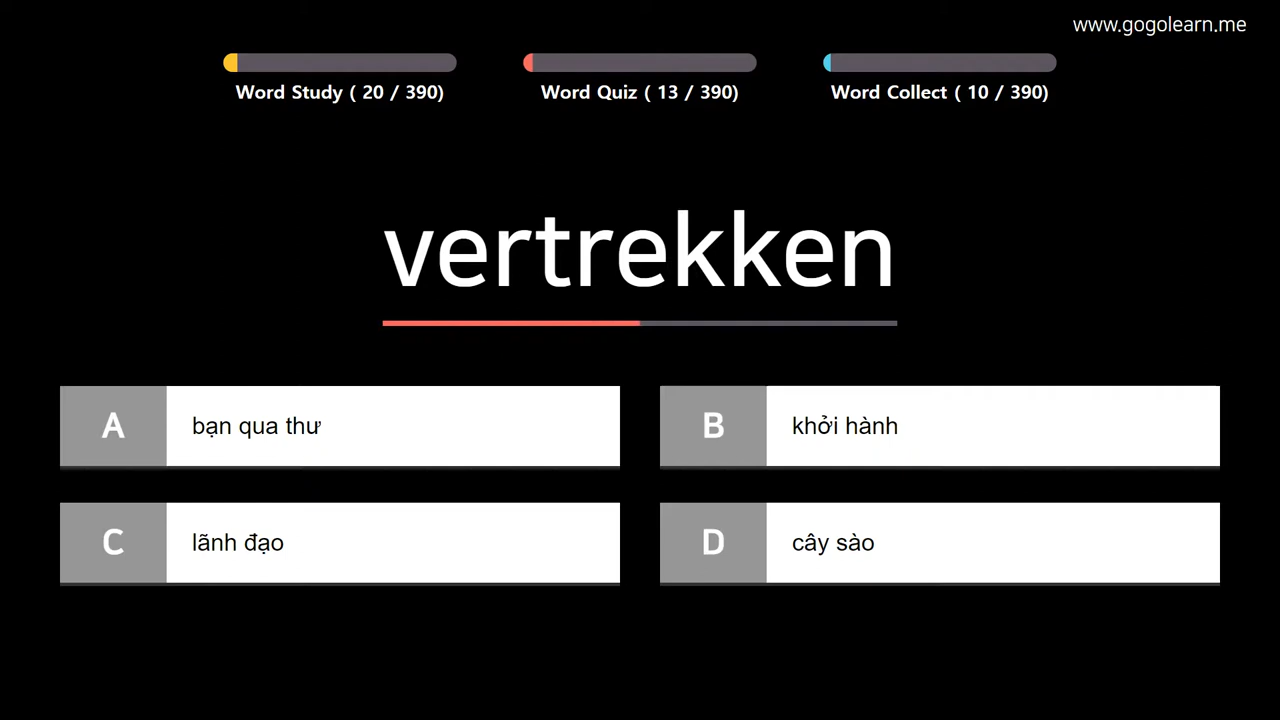 www.gogolearn.me
Word Study ( 20 / 390)
Word Quiz ( 13 / 390)
Word Collect ( 10 / 390)
vertrekken
A bạn qua thư
B khởi hành
C lãnh đạo
D cây sào